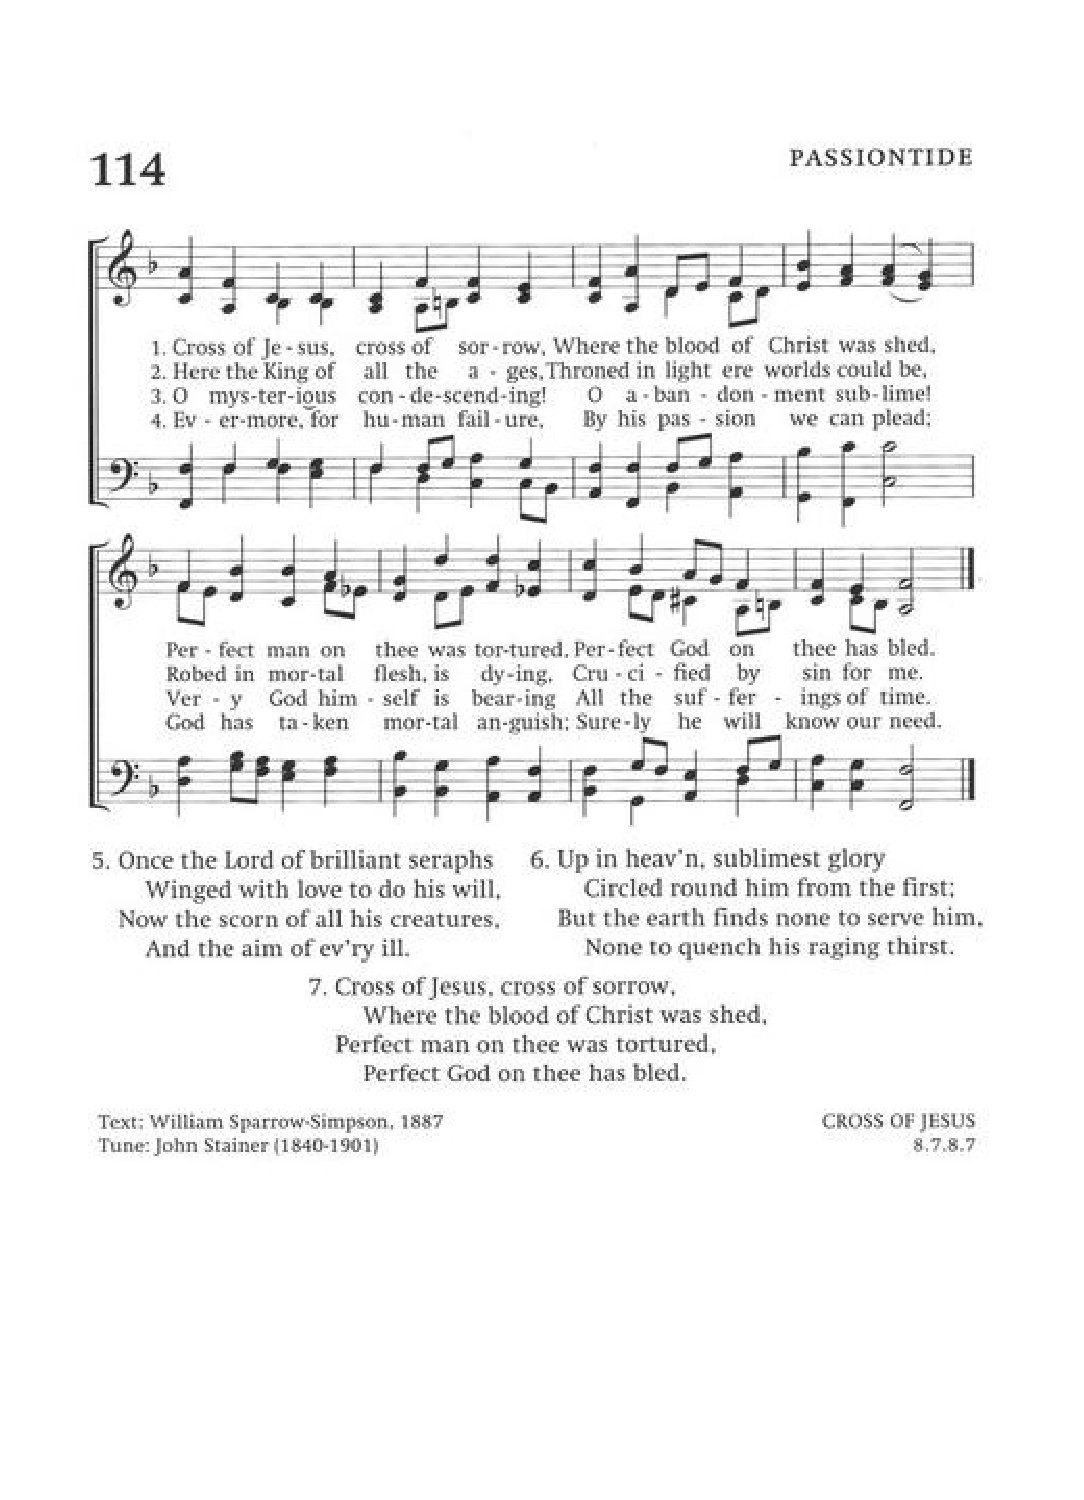 114
PASSIONTIDE
1. Cross of Je - sus, cross of sor - row, Where the blood of Christ was shed,
2. Here the King of all the a - ges, Throned in light ere worlds could be,
3. O mys - ter - ious con - de - scend - ing! O a - ban - don - ment sub - lime!
4. Ev - er - more, for hu - man fail - ure, By his pas - sion we can plead;
Per - fect man on thee was tor - tured, Per - fect God on thee has bled.
Robed in mor - tal flesh, is dy - ing, Cru - ci - fied by sin for me.
Ver - y God him - self is bear - ing All the suf - fer - ings of time.
God has ta - ken mor - tal an - guish; Sure - ly he will know our need.
5. Once the Lord of brilliant seraphs
Winged with love to do his will,
Now the scorn of all his creatures,
And the aim of ev'ry ill.
6. Up in heav'n, sublimest glory
Circled round him from the first;
But the earth finds none to serve him,
None to quench his raging thirst.
7. Cross of Jesus, cross of sorrow,
Where the blood of Christ was shed,
Perfect man on thee was tortured,
Perfect God on thee has bled.
Text: William Sparrow-Simpson, 1887
Tune: John Stainer (1840-1901)
CROSS OF JESUS
8.7.8.7